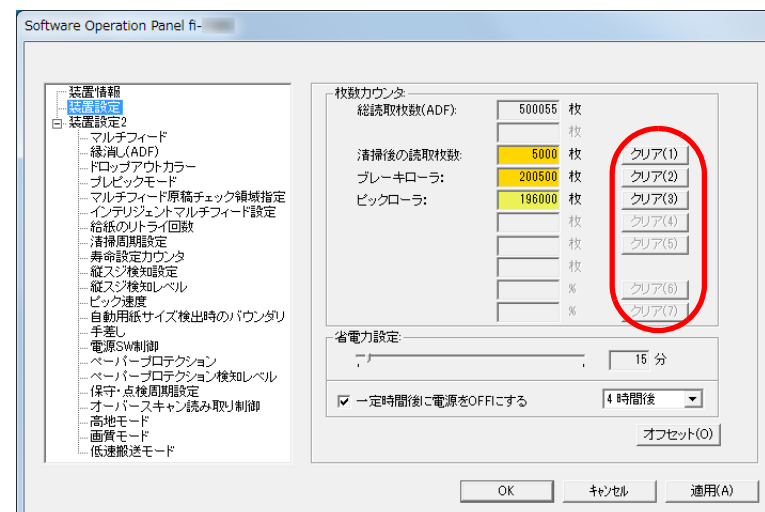 Software Operation Panel fi-
装置情報
装置設定
装置設定2
マルチフィード
縁消し(ADF)
ドロップアウトカラー
プレピックモード
マルチフィード原稿チェック領域指定
インテリジェントマルチフィード設定
給紙のリトライ回数
清掃周期設定
寿命設定カウンタ
縦スジ検知設定
縦スジ検知レベル
ピック速度
自動用紙サイズ検出時のバウンダリ
手差し
電源SW制御
ペーパープロテクション
ペーパープロテクション検知レベル
保守・点検周期設定
オーバースキャン読み取り制御
高地モード
画質モード
低速搬送モード
枚数カウンタ:
総読取枚数(ADF): 500055 枚
枚
清掃後の読取枚数: 5000 枚 クリア(1)
ブレーキローラ: 200500 枚 クリア(2)
ピックローラ: 196000 枚 クリア(3)
枚 クリア(4)
枚 クリア(5)
枚
% クリア(6)
% クリア(7)
省電力設定:
15 分
一定時間後に電源をOFFにする 4 時間後
オフセット(O)
OK キャンセル 適用(A)